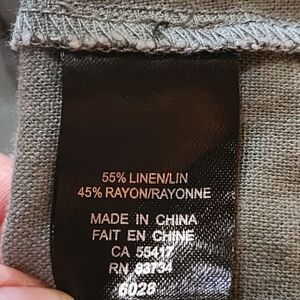 55% LINEN/LIN
45% RAYON/RAYONNE
MADE IN CHINA
FAIT EN CHINE
CA 55417
RN 83734
6028